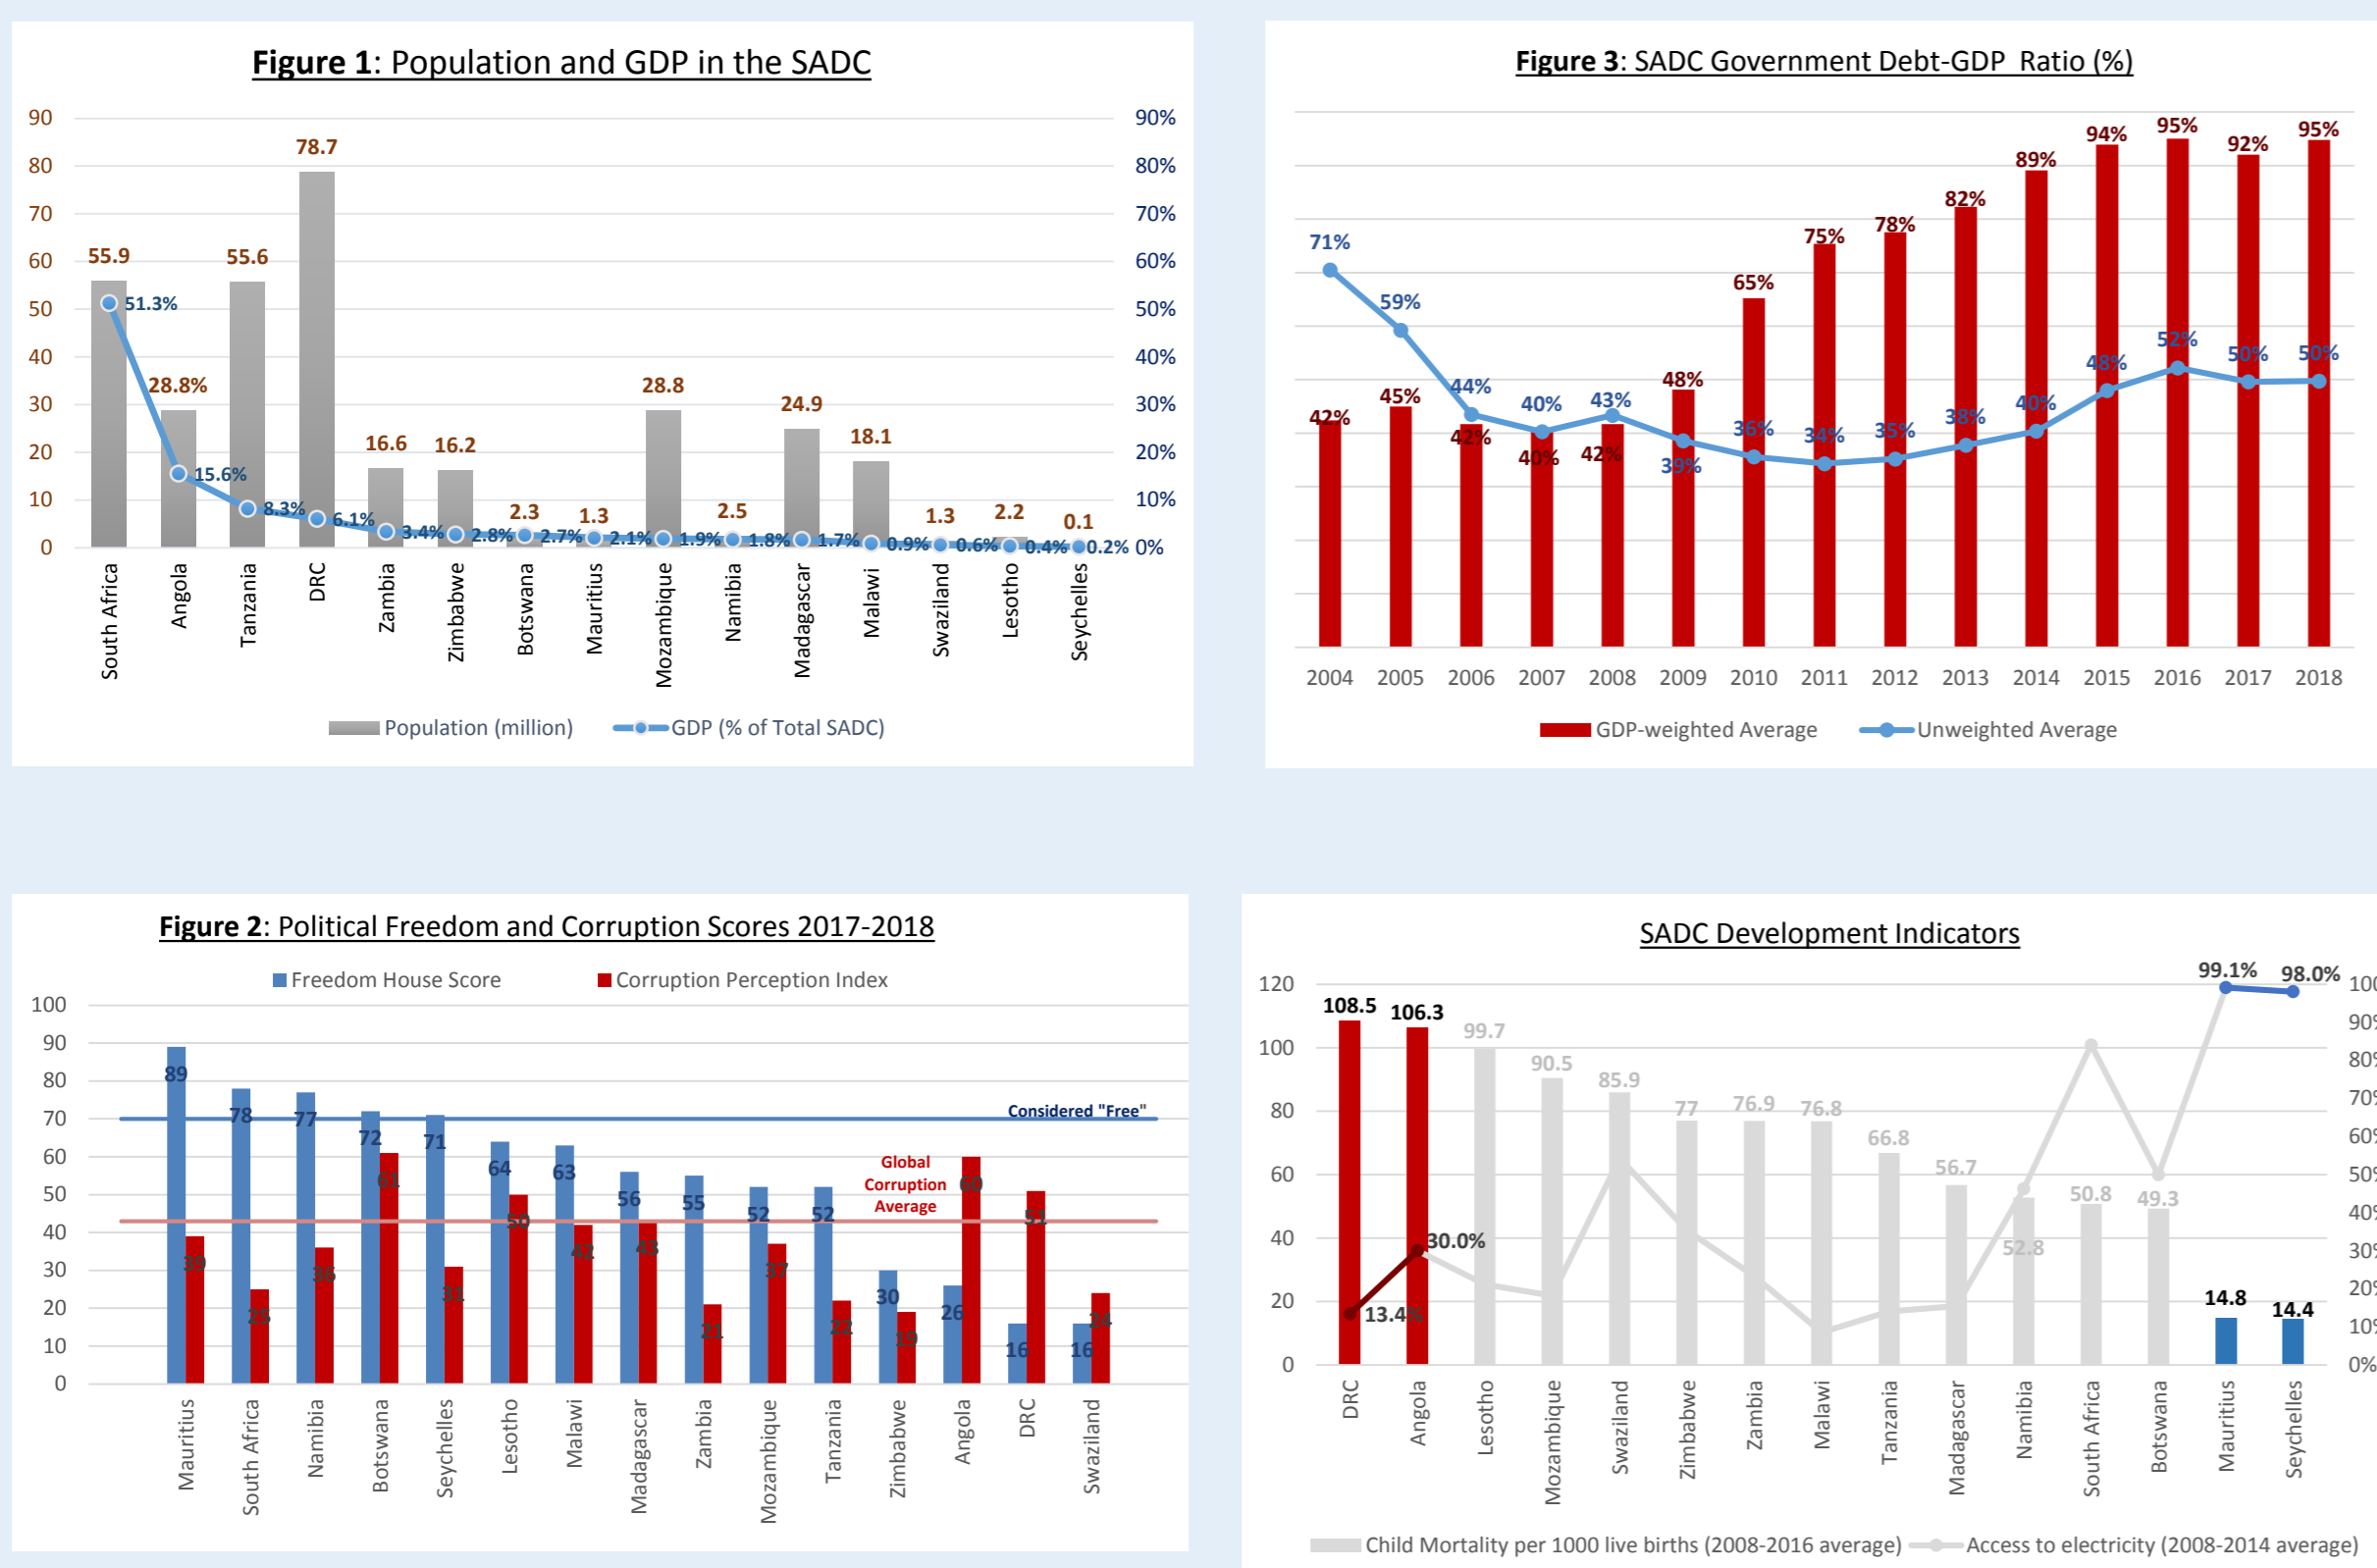 Figure 1: Population and GDP in the SADC
90
80
70
60
50
40
30
20
10
0
90%
80%
70%
60%
50%
40%
30%
20%
10%
0%
55.9
28.8%
55.6
78.7
16.6
16.2
2.3
1.3
28.8
2.5
24.9
18.1
1.3
2.2
0.1
51.3%
15.6%
8.3%
6.1%
3.4%
2.8%
2.7%
2.1%
1.9%
1.8%
1.7%
0.9%
0.6%
0.4%
0.2%
South Africa
Angola
Tanzania
DRC
Zambia
Zimbabwe
Botswana
Mauritius
Mozambique
Namibia
Madagascar
Malawi
Swaziland
Lesotho
Seychelles
Population (million)
GDP (% of Total SADC)
Figure 3: SADC Government Debt-GDP Ratio (%)
42%
45%
42%
40%
42%
48%
65%
75%
78%
82%
89%
94%
95%
92%
95%
71%
59%
44%
40%
43%
39%
36%
34%
35%
38%
40%
48%
52%
50%
50%
2004 2005 2006 2007 2008 2009 2010 2011 2012 2013 2014 2015 2016 2017 2018
GDP-weighted Average
Unweighted Average
Figure 2: Political Freedom and Corruption Scores 2017-2018
Freedom House Score
Corruption Perception Index
100
90
80
70
60
50
40
30
20
10
0
Considered "Free"
Global
Corruption
Average
89
78
77
72
71
64
63
56
55
52
52
30
26
16
16
39
25
36
61
31
50
42
43
21
37
22
19
60
51
24
Mauritius
South Africa
Namibia
Botswana
Seychelles
Lesotho
Malawi
Madagascar
Zambia
Mozambique
Tanzania
Zimbabwe
Angola
DRC
Swaziland
SADC Development Indicators
120
100
80
60
40
20
0
100
90%
80%
70%
60%
50%
40%
30%
20%
10%
0%
108.5
106.3
99.7
90.5
85.9
77
76.9
76.8
66.8
56.7
52.8
50.8
49.3
14.8
14.4
13.4%
30.0%
99.1%
98.0%
DRC
Angola
Lesotho
Mozambique
Swaziland
Zimbabwe
Zambia
Malawi
Tanzania
Madagascar
Namibia
South Africa
Botswana
Mauritius
Seychelles
Child Mortality per 1000 live births (2008-2016 average)
Access to electricity (2008-2014 average)